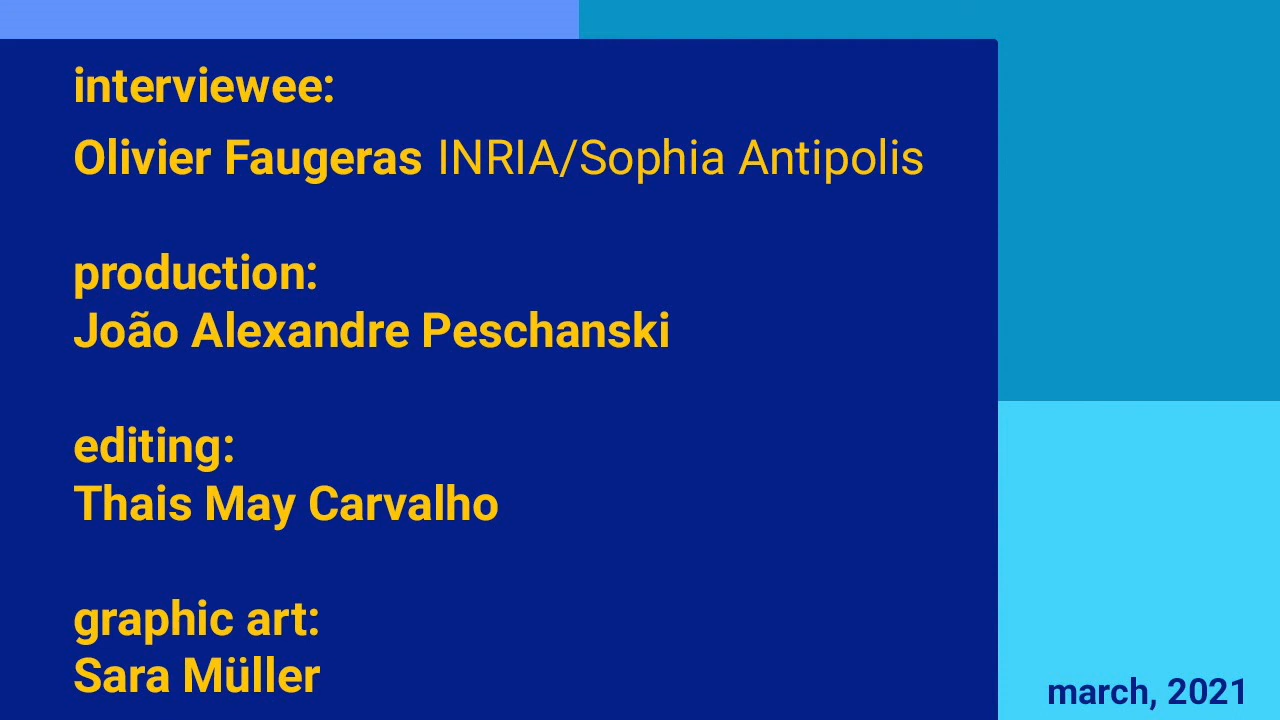 interviewee:
Olivier Faugeras INRIA/Sophia Antipolis
production:
João Alexandre Peschanski
editing:
Thais May Carvalho
graphic art:
Sara Müller
march, 2021